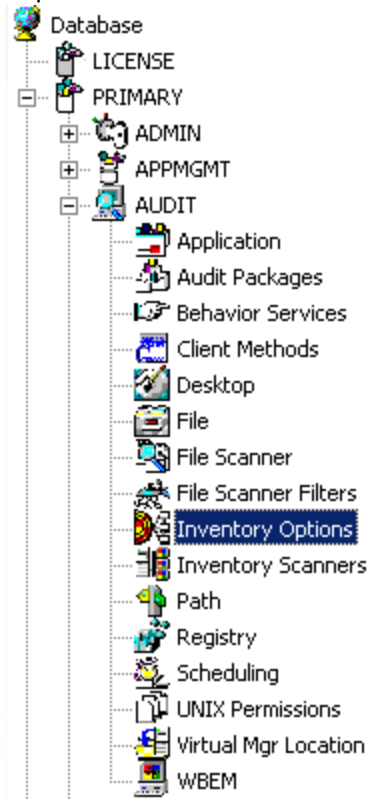 Database
LICENSE
PRIMARY
ADMIN
APPMGMT
AUDIT
Application
Audit Packages
Behavior Services
Client Methods
Desktop
File
File Scanner
File Scanner Filters
Inventory Options
Inventory Scanners
Path
Registry
Scheduling
UNIX Permissions
Virtual Mgr Location
WBEM